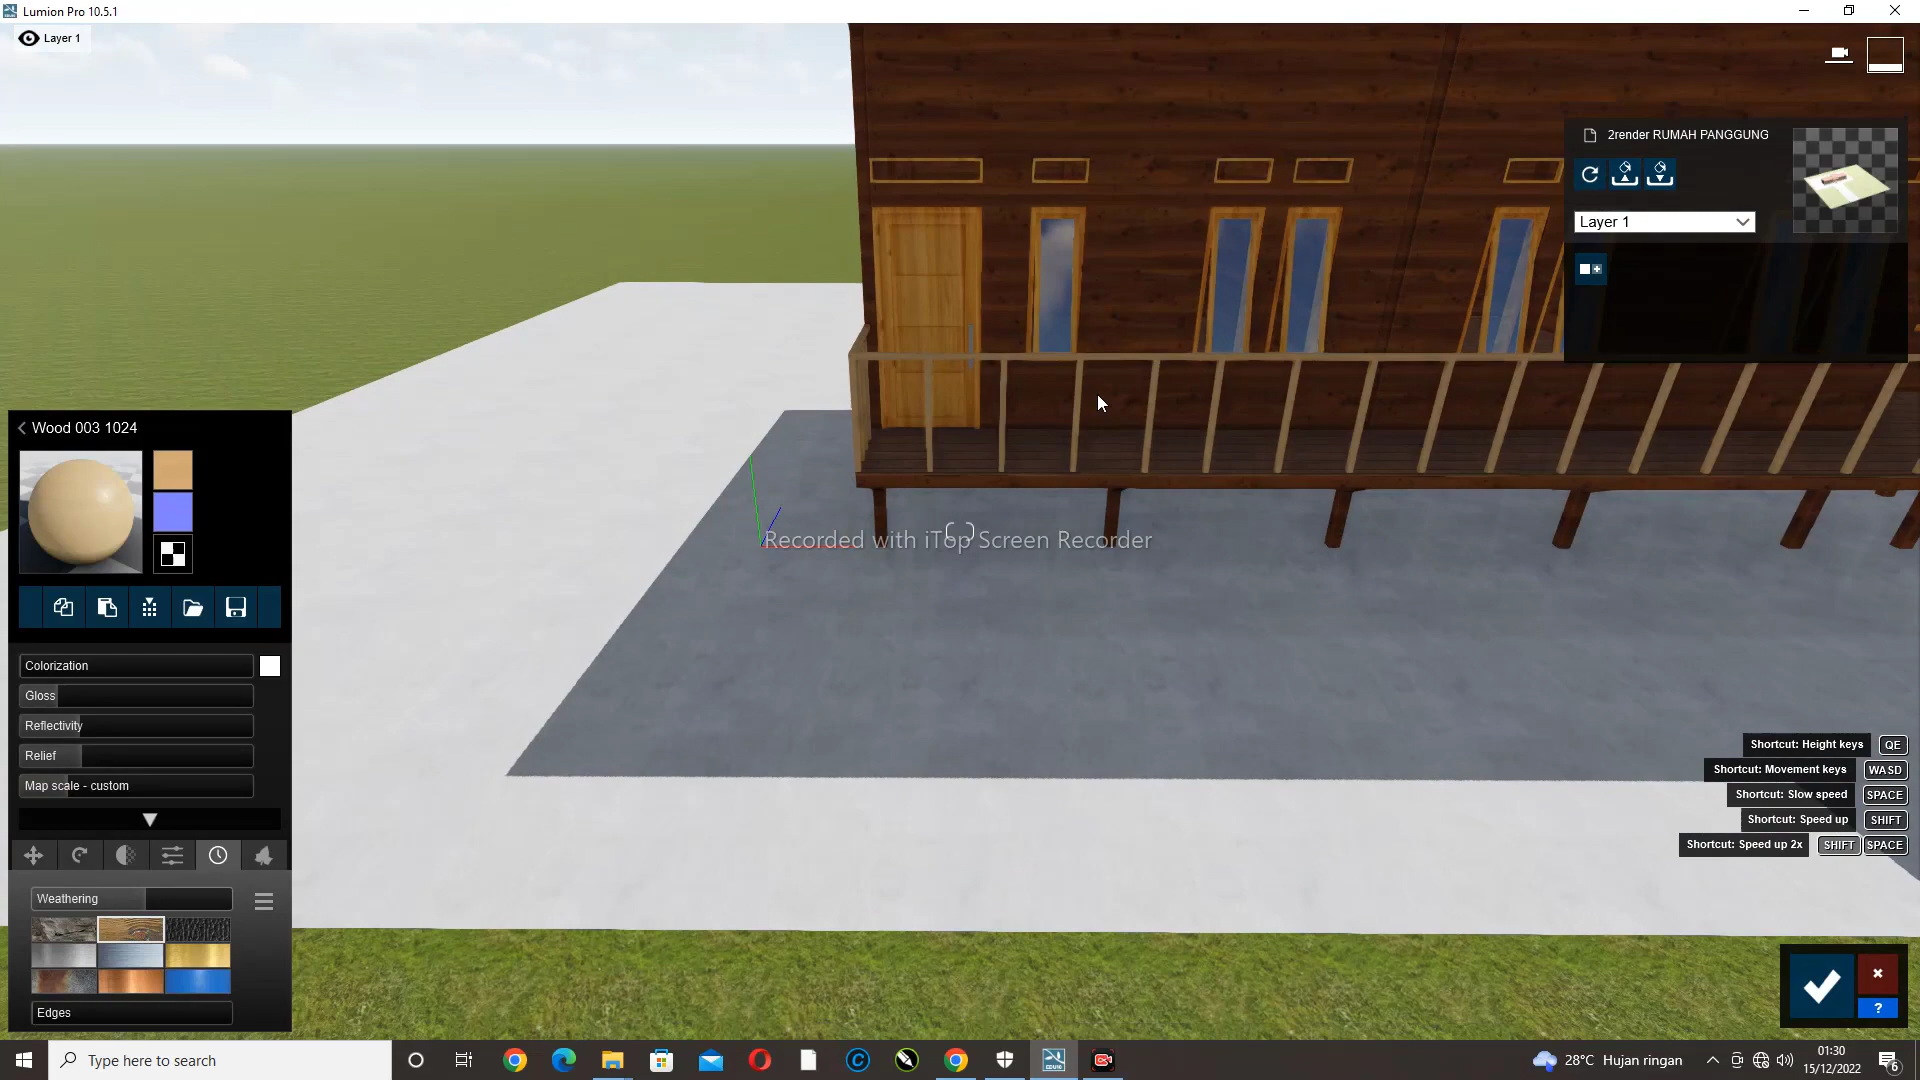 Lumion Pro 10.5.1
Layer 1
2render RUMAH PANGGUNG
Layer 1
Wood 003 1024
Recorded with iTop Screen Recorder
Colorization
Gloss
Reflectivity
Relief
Map scale - custom
Weathering
Edges
Shortcut: Height keys QE
Shortcut: Movement keys WASD
Shortcut: Slow speed SPACE
Shortcut: Speed up SHIFT
Shortcut: Speed up 2x SHIFT SPACE
?
Type here to search
28°C Hujan ringan
01:30
15/12/2022
6